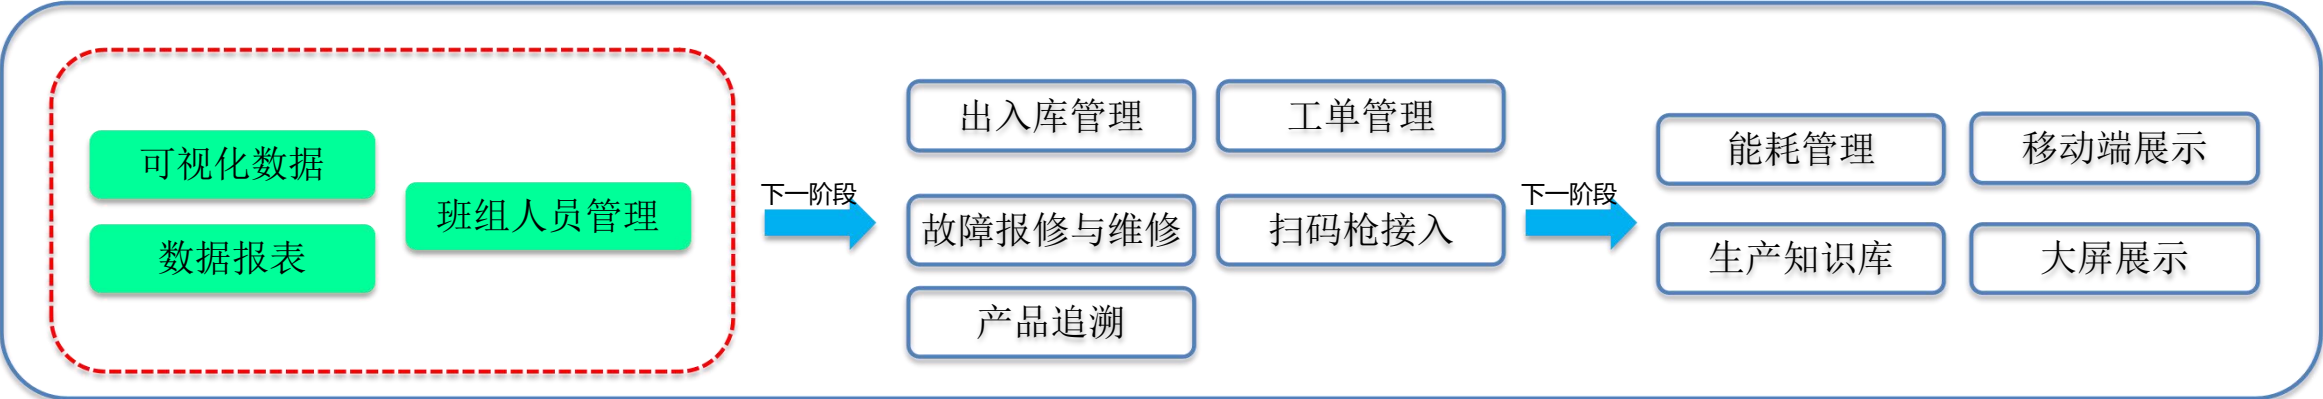 可视化数据
数据报表
班组人员管理
下一阶段
出入库管理
工单管理
故障报修与维修
扫码枪接入
产品追溯
下一阶段
能耗管理
移动端展示
生产知识库
大屏展示